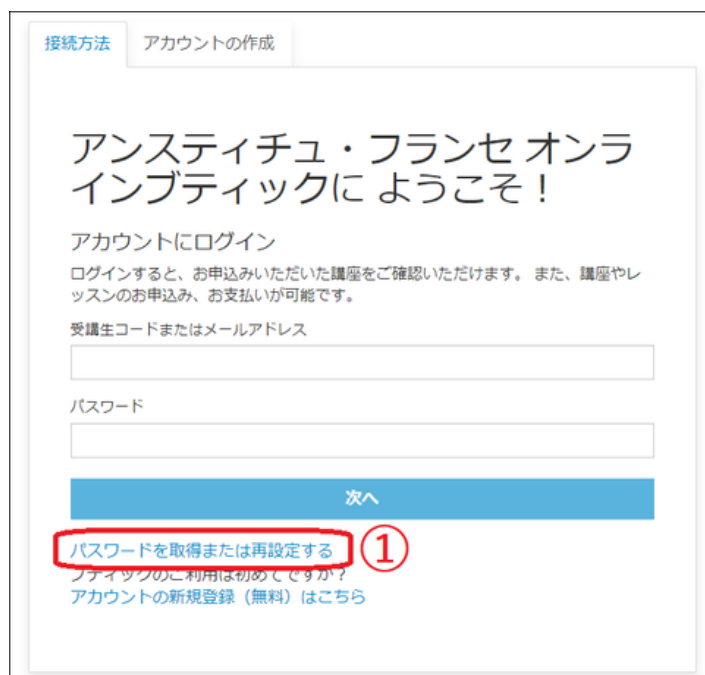 接続方法 アカウントの作成
アンスティチュ・フランセ オンラ
インブティックに ようこそ！
アカウントにログイン
ログインすると、お申込みいただいた講座をご確認いただけます。 また、講座やレ
ッスンのお申込み、お支払いが可能です。
受講生コードまたはメールアドレス
パスワード
次へ
パスワードを取得または再設定する ①
ブティックのご利用は初めてですか？
アカウントの新規登録（無料）はこちら